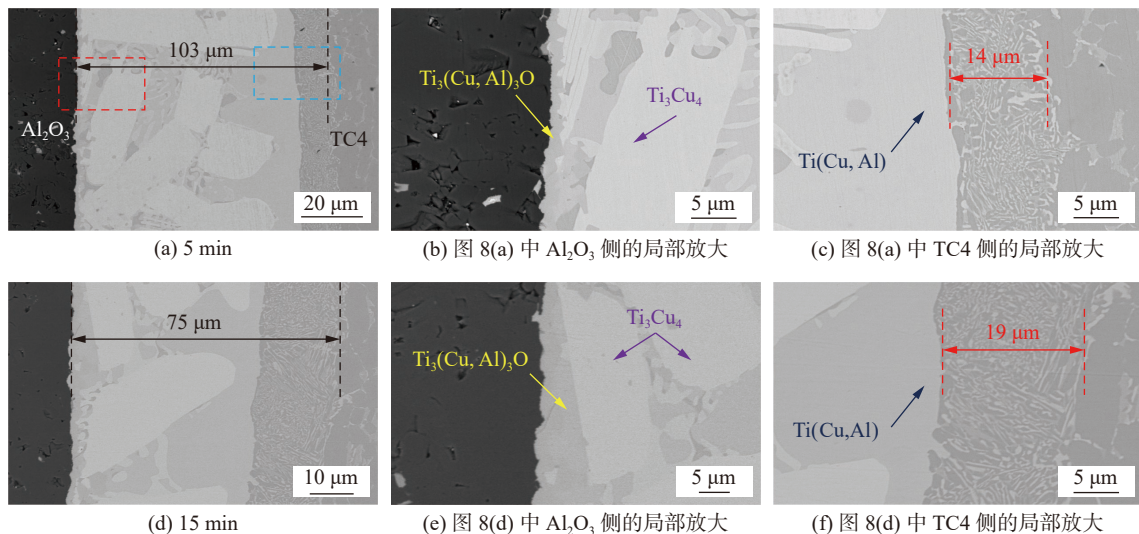 103 μm
Al₂O₃
TC4
20 μm
(a) 5 min
Ti₃(Cu, Al)₃O
Ti₃Cu₄
5 μm
(b) 图 8(a) 中 Al₂O₃ 侧的局部放大
14 μm
Ti(Cu, Al)
5 μm
(c) 图 8(a) 中 TC4 侧的局部放大
75 μm
10 μm
(d) 15 min
Ti₃Cu₄
Ti₃(Cu, Al)₃O
5 μm
(e) 图 8(d) 中 Al₂O₃ 侧的局部放大
19 μm
Ti(Cu,Al)
5 μm
(f) 图 8(d) 中 TC4 侧的局部放大